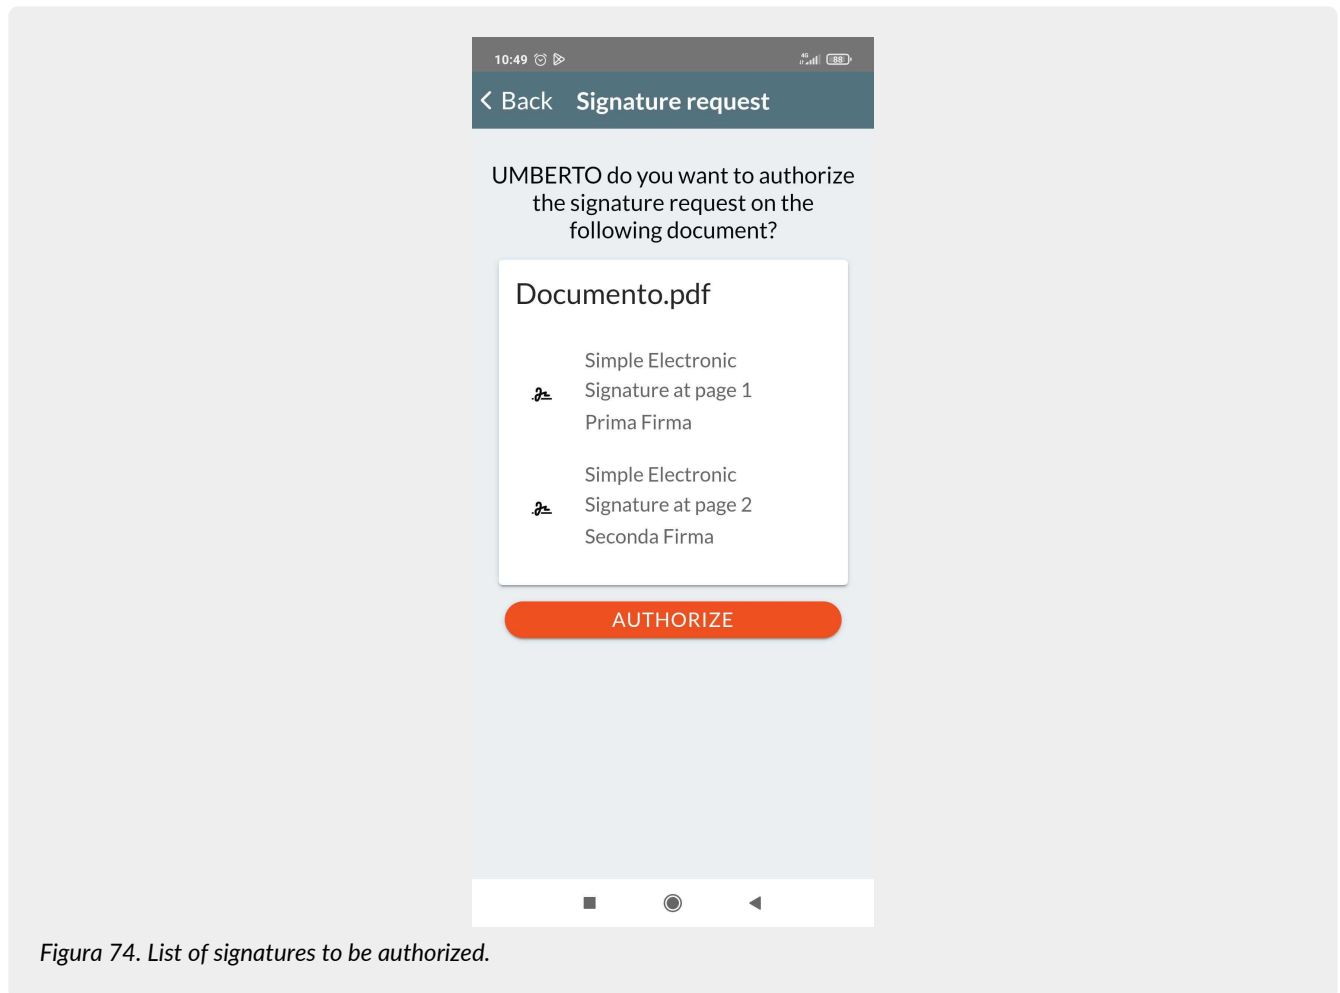 10:49
4G
88
Back Signature request
UMBERTO do you want to authorize
the signature request on the
following document?
Documento.pdf
Simple Electronic
Signature at page 1
Prima Firma
Simple Electronic
Signature at page 2
Seconda Firma
AUTHORIZE
Figura 74. List of signatures to be authorized.